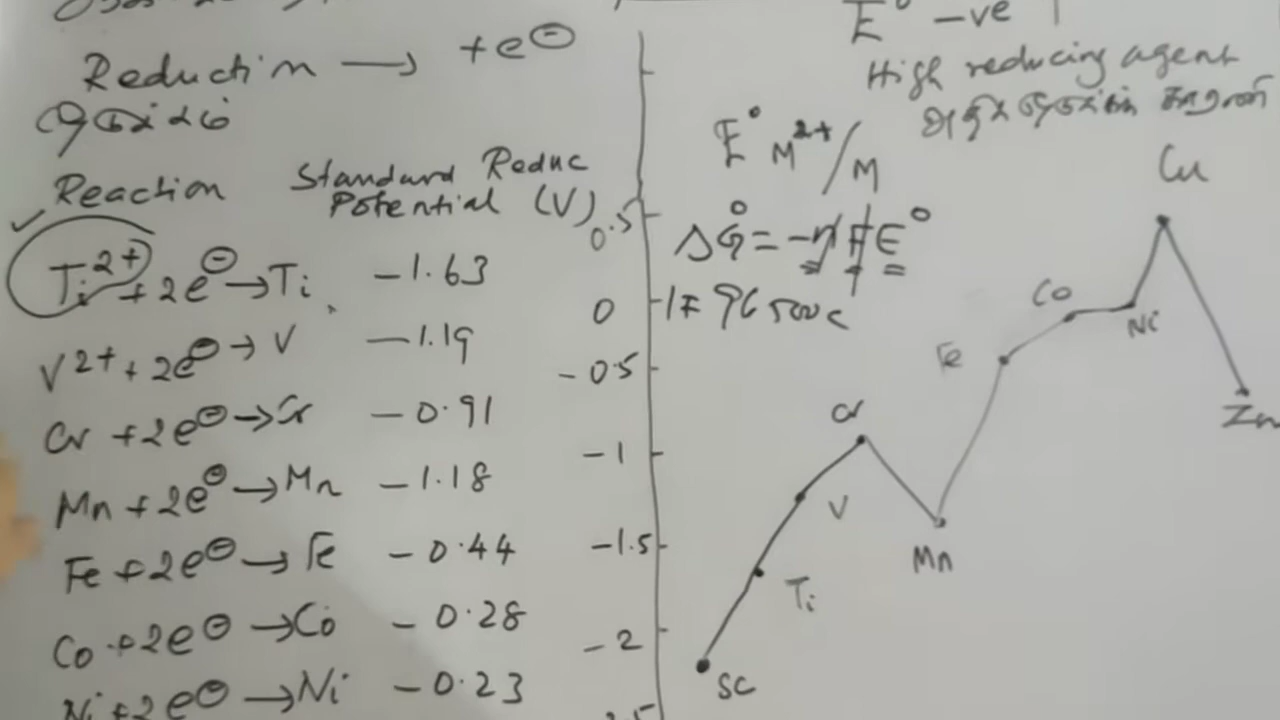 Reduction → +e⊖
Reaction Standard Reduc
Potential (V)
Ti²⁺ + 2e⊖ → Ti -1.63
V²⁺ + 2e⊖ → V -1.19
Cr + 2e⊖ → Cr -0.91
Mn + 2e⊖ → Mn -1.18
Fe + 2e⊖ → Fe -0.44
Co + 2e⊖ → Co -0.28
Ni + 2e⊖ → Ni -0.23
E° -ve
High reducing agent
E° M²⁺/M
ΔG° = -nFE°
1F 96500c
0.5
0
-0.5
-1
-1.5
-2
Cu
Co
Ni
Fe
Zn
Cr
V
Mn
Ti
Sc